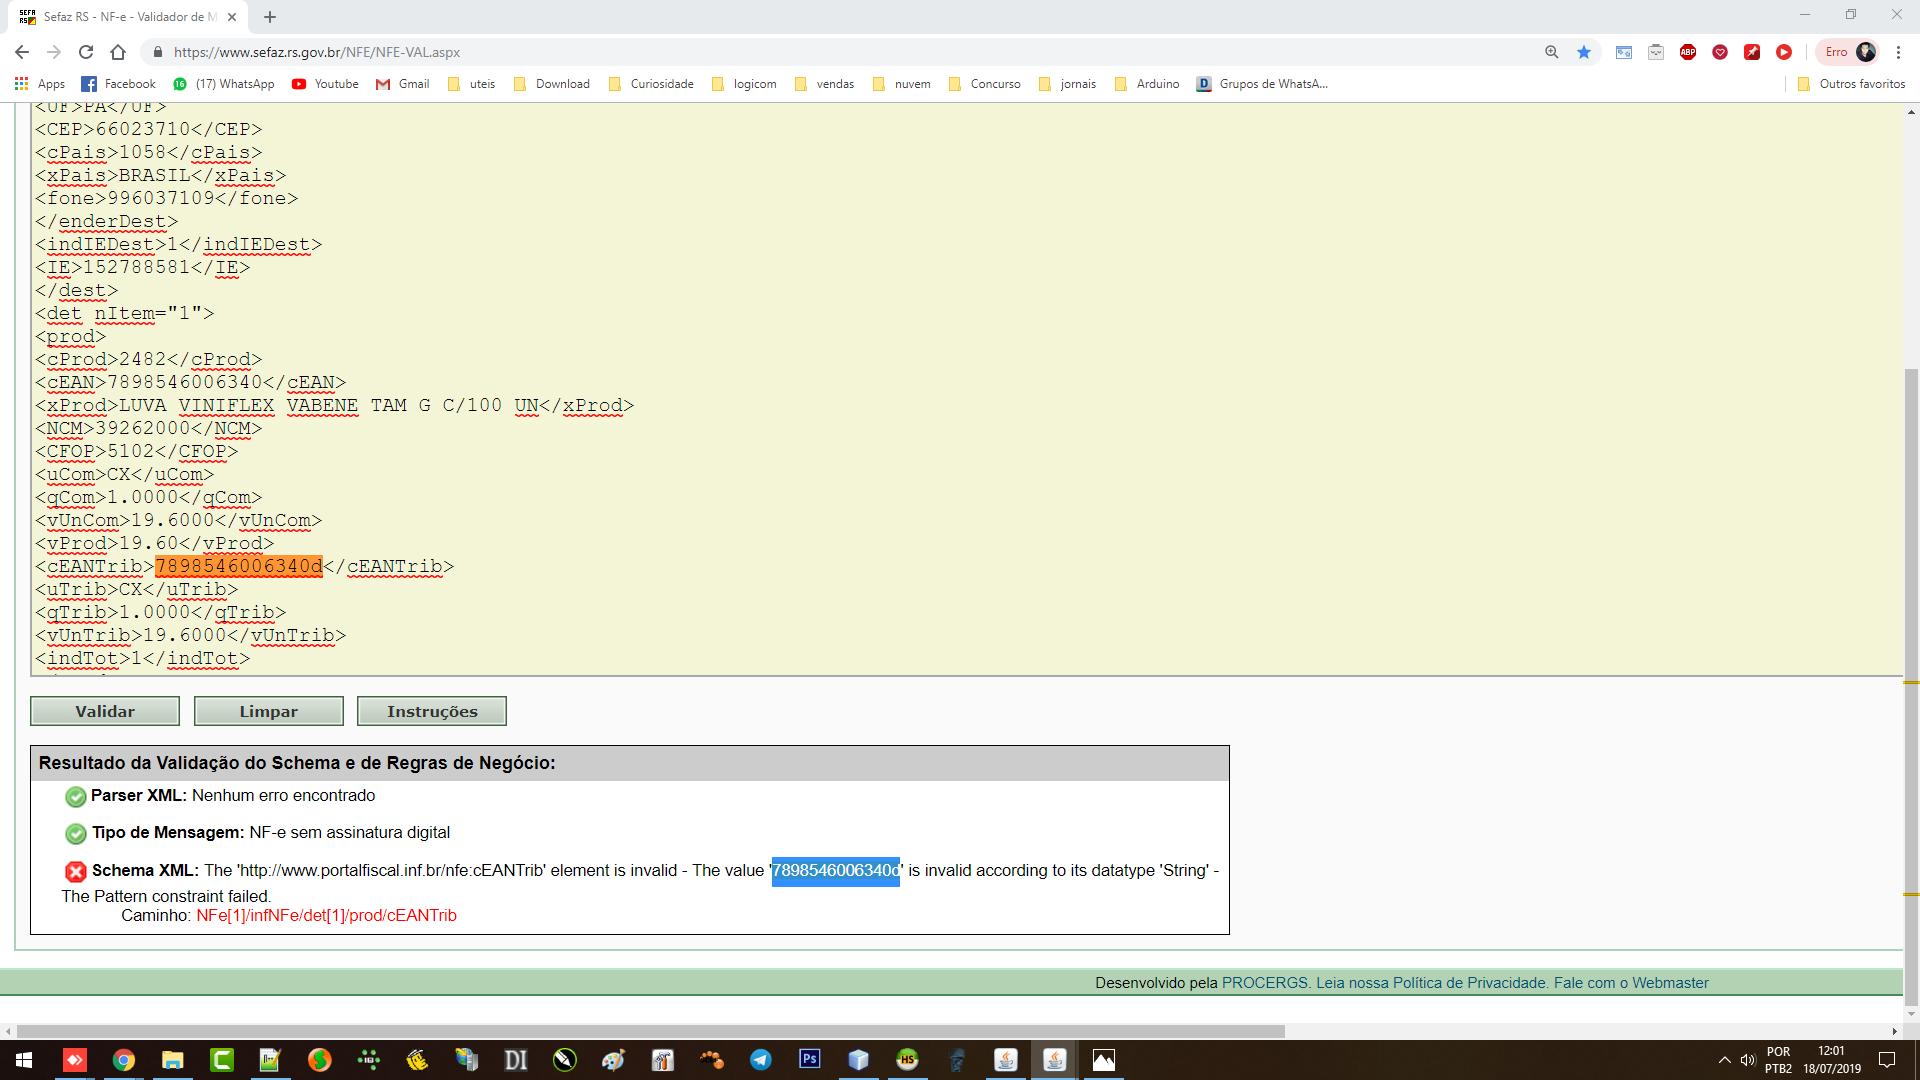 Sefaz RS - NF-e - Validador de M
https://www.sefaz.rs.gov.br/NFE/NFE-VAL.aspx
ABP
Erro
Apps
Facebook
16
(17) WhatsApp
Youtube
Gmail
uteis
Download
Curiosidade
logicom
vendas
nuvem
Concurso
jornais
Arduino
D
Grupos de WhatsA...
Outros favoritos
<UF>PA</UF>
<CEP>66023710</CEP>
<cPais>1058</cPais>
<xPais>BRASIL</xPais>
<fone>996037109</fone>
</enderDest>
<indIEDest>1</indIEDest>
<IE>152788581</IE>
</dest>
<det nItem="1">
<prod>
<cProd>2482</cProd>
<cEAN>7898546006340</cEAN>
<xProd>LUVA VINIFLEX VABENE TAM G C/100 UN</xProd>
<NCM>39262000</NCM>
<CFOP>5102</CFOP>
<uCom>CX</uCom>
<qCom>1.0000</qCom>
<vUnCom>19.6000</vUnCom>
<vProd>19.60</vProd>
<cEANTrib>7898546006340d</cEANTrib>
<uTrib>CX</uTrib>
<qTrib>1.0000</qTrib>
<vUnTrib>19.6000</vUnTrib>
<indTot>1</indTot>
Validar
Limpar
Instruções
Resultado da Validação do Schema e de Regras de Negócio:
Parser XML: Nenhum erro encontrado
Tipo de Mensagem: NF-e sem assinatura digital
Schema XML: The 'http://www.portalfiscal.inf.br/nfe:cEANTrib' element is invalid - The value '7898546006340d' is invalid according to its datatype 'String' -
The Pattern constraint failed.
Caminho: NFe[1]/infNFe/det[1]/prod/cEANTrib
Desenvolvido pela PROCERGS. Leia nossa Política de Privacidade. Fale com o Webmaster
DI
Ps
HS
POR
PTB2
12:01
18/07/2019